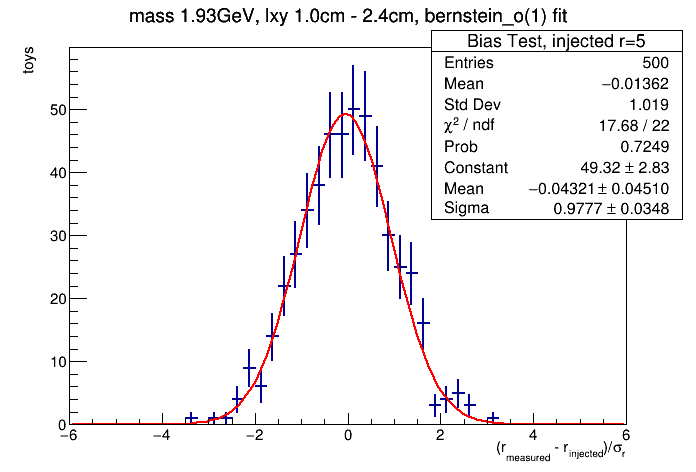 mass 1.93GeV, lxy 1.0cm - 2.4cm, bernstein_o(1) fit
Bias Test, injected r=5
Entries 500
Mean −0.01362
Std Dev 1.019
χ² / ndf 17.68 / 22
Prob 0.7249
Constant 49.32 ± 2.83
Mean −0.04321 ± 0.04510
Sigma 0.9777 ± 0.0348
toys
50
40
30
20
10
0
−6 −4 −2 0 2 4 6
(r_measured - r_injected)/σ_r